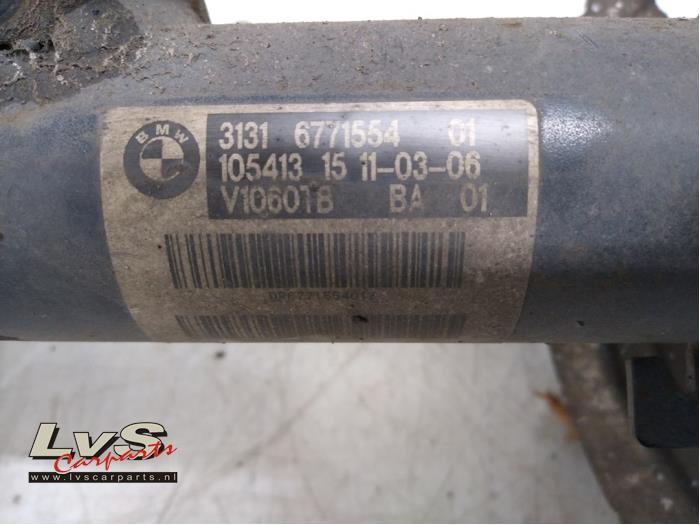 BMW
3131 6771554 01
105413 15 11-03-06
V10601B BA 01
LvS
Carparts
www.lvscarparts.nl